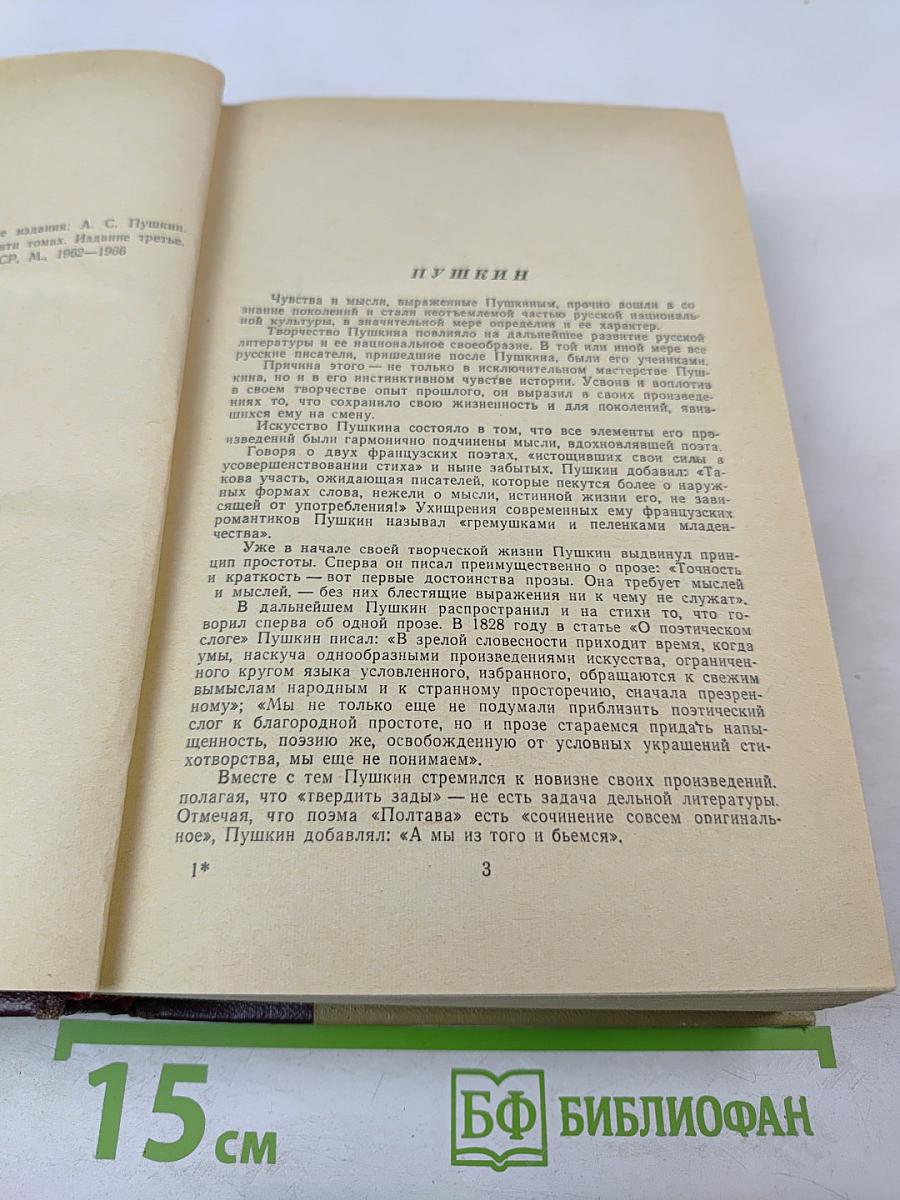 е издания: А. С. Пушкин.
яти томах. Издание третье.
СР, М., 1962—1966
ПУШКИН
Чувства и мысли, выраженные Пушкиным, прочно вошли в со
знание поколений и стали неотъемлемой частью русской националь-
ной культуры, в значительной мере определив и ее характер.
Творчество Пушкина повлияло на дальнейшее развитие русской
литературы и ее национальное своеобразие. В той или иной мере все
русские писатели, пришедшие после Пушкина, были его учениками.
Причина этого — не только в исключительном мастерстве Пуш-
кина, но и в его инстинктивном чувстве истории. Усвоив и воплотив
в своем творчестве опыт прошлого, он выразил в своих произведе-
ниях то, что сохранило свою жизненность и для поколений, явив-
шихся ему на смену.
Искусство Пушкина состояло в том, что все элементы его про-
изведений были гармонично подчинены мысли, вдохновлявшей поэта.
Говоря о двух французских поэтах, «истощивших свои силы в
усовершенствовании стиха» и ныне забытых, Пушкин добавил: «Та-
кова участь, ожидающая писателей, которые пекутся более о наруж-
ных формах слова, нежели о мысли, истинной жизни его, не зави-
сящей от употребления!» Ухищрения современных ему французских
романтиков Пушкин называл «гремушками и пеленками младен-
чества».
Уже в начале своей творческой жизни Пушкин выдвинул прин-
цип простоты. Сперва он писал преимущественно о прозе: «Точность
и краткость — вот первые достоинства прозы. Она требует мыслей
и мыслей, — без них блестящие выражения ни к чему не служат».
В дальнейшем Пушкин распространил и на стихи то, что го-
ворил сперва об одной прозе. В 1828 году в статье «О поэтическом
слоге» Пушкин писал: «В зрелой словесности приходит время, когда
умы, наскуча однообразными произведениями искусства, ограничен-
ного кругом языка условленного, избранного, обращаются к свежим
вымыслам народным и к странному просторечию, сначала презрен-
ному»; «Мы не только еще не подумали приблизить поэтический
слог к благородной простоте, но и прозе стараемся придать напы-
щенность, поэзию же, освобожденную от условных украшений сти-
хотворства, мы еще не понимаем».
Вместе с тем Пушкин стремился к новизне своих произведений,
полагая, что «твердить зады» — не есть задача дельной литературы.
Отмечая, что поэма «Полтава» есть «сочинение совсем оригиналь-
ное», Пушкин добавлял: «А мы из того и бьемся».
1*
3
15 см
БФ БИБЛИОФАН